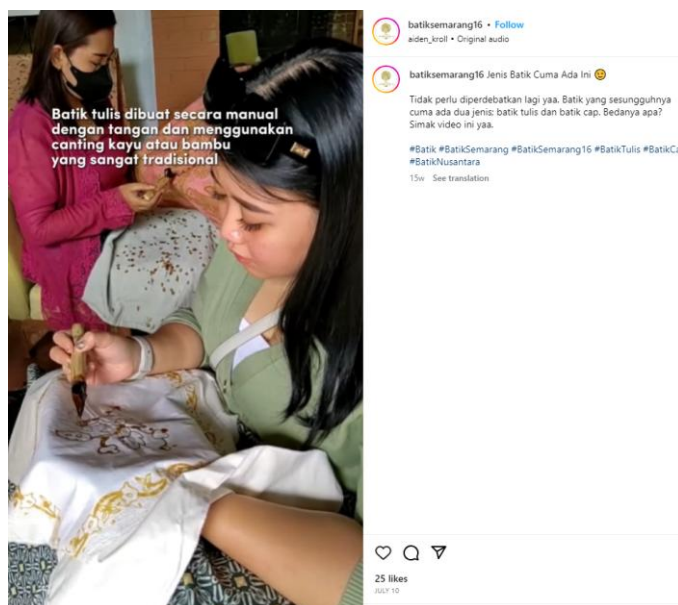 Batik tulis dibuat secara manual
dengan tangan dan menggunakan
canting kayu atau bambu
yang sangat tradisional
batiksemarang16 • Follow
aiden_kroll • Original audio
batiksemarang16 Jenis Batik Cuma Ada Ini 😉
Tidak perlu diperdebatkan lagi yaa. Batik yang sesungguhnya
cuma ada dua jenis: batik tulis dan batik cap. Bedanya apa?
Simak video ini yaa.
#Batik #BatikSemarang #BatikSemarang16 #BatikTulis #BatikCa
#BatikNusantara
15w See translation
25 likes
JULY 10